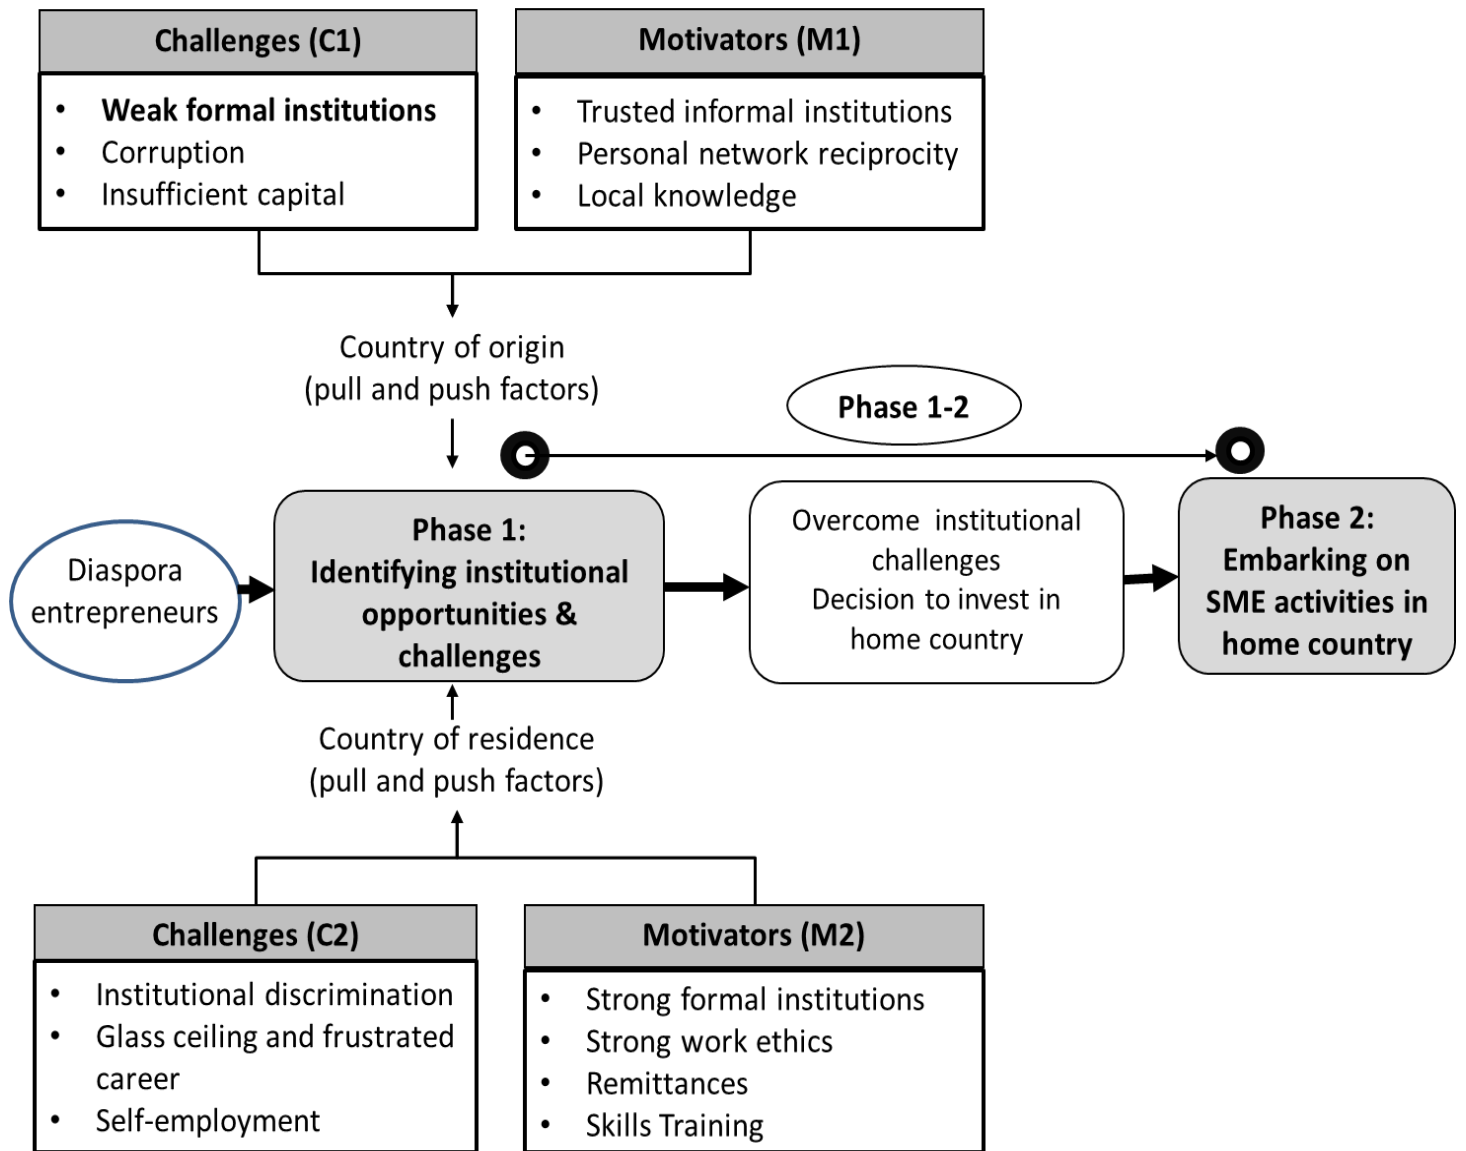 Challenges (C1)
• Weak formal institutions
• Corruption
• Insufficient capital
Motivators (M1)
• Trusted informal institutions
• Personal network reciprocity
• Local knowledge
Country of origin
(pull and push factors)
Phase 1-2
Diaspora
entrepreneurs
Phase 1:
Identifying institutional
opportunities &
challenges
Overcome institutional
challenges
Decision to invest in
home country
Phase 2:
Embarking on
SME activities in
home country
Country of residence
(pull and push factors)
Challenges (C2)
• Institutional discrimination
• Glass ceiling and frustrated
career
• Self-employment
Motivators (M2)
• Strong formal institutions
• Strong work ethics
• Remittances
• Skills Training